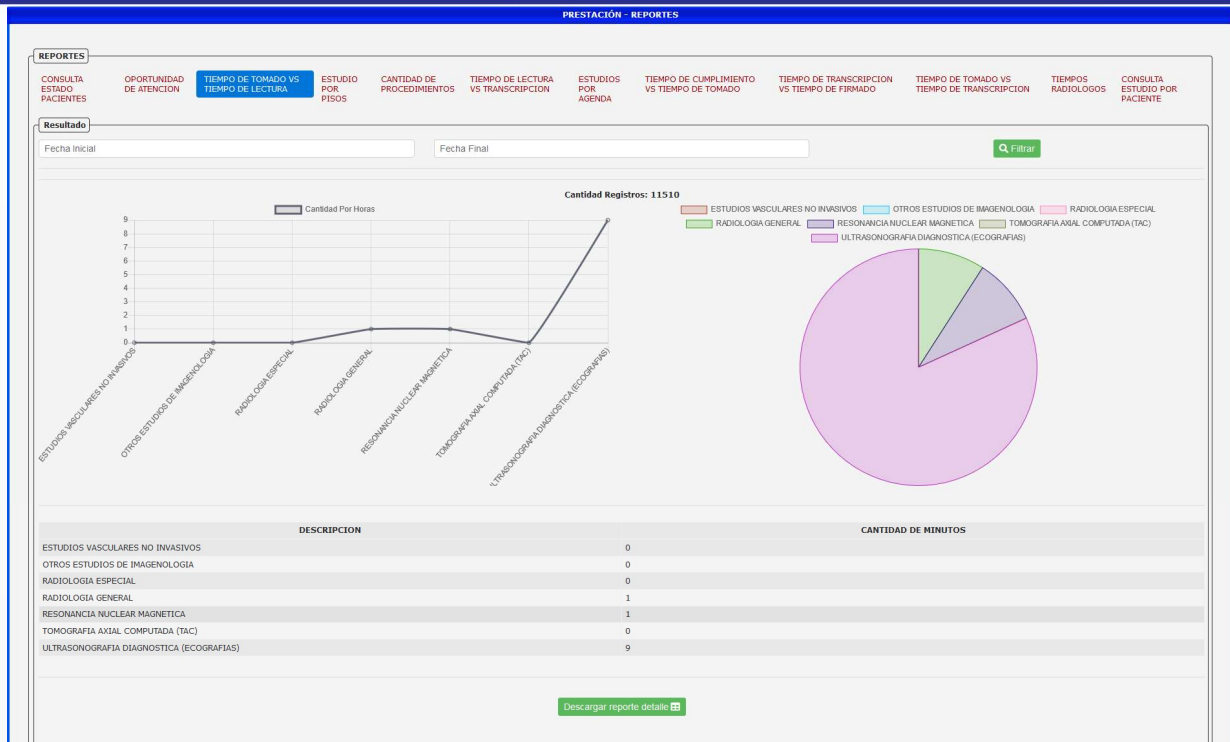 PRESTACIÓN - REPORTES
REPORTES
CONSULTA ESTADO PACIENTES
OPORTUNIDAD DE ATENCION
TIEMPO DE TOMADO VS TIEMPO DE LECTURA
ESTUDIO POR PISOS
CANTIDAD DE PROCEDIMIENTOS
TIEMPO DE LECTURA VS TRANSCRIPCION
ESTUDIOS POR AGENDA
TIEMPO DE CUMPLIMIENTO VS TIEMPO DE TOMADO
TIEMPO DE TRANSCRIPCION VS TIEMPO DE FIRMADO
TIEMPO DE TOMADO VS TIEMPO DE TRANSCRIPCION
TIEMPOS RADIOLOGOS
CONSULTA ESTUDIO POR PACIENTE
Resultado
Fecha Inicial
Fecha Final
Filtrar
Cantidad Registros: 11510
Cantidad Por Horas
9
8
7
6
5
4
3
2
1
0
ESTUDIOS VASCULARES NO INVASIVOS
OTROS ESTUDIOS DE IMAGENOLOGIA
RADIOLOGIA ESPECIAL
RADIOLOGIA GENERAL
RESONANCIA NUCLEAR MAGNETICA
TOMOGRAFIA AXIAL COMPUTADA (TAC)
ULTRASONOGRAFIA DIAGNOSTICA (ECOGRAFIAS)
ESTUDIOS VASCULARES NO INVASIVOS OTROS ESTUDIOS DE IMAGENOLOGIA RADIOLOGIA ESPECIAL
RADIOLOGIA GENERAL RESONANCIA NUCLEAR MAGNETICA TOMOGRAFIA AXIAL COMPUTADA (TAC)
ULTRASONOGRAFIA DIAGNOSTICA (ECOGRAFIAS)
DESCRIPCION CANTIDAD DE MINUTOS
ESTUDIOS VASCULARES NO INVASIVOS 0
OTROS ESTUDIOS DE IMAGENOLOGIA 0
RADIOLOGIA ESPECIAL 0
RADIOLOGIA GENERAL 1
RESONANCIA NUCLEAR MAGNETICA 1
TOMOGRAFIA AXIAL COMPUTADA (TAC) 0
ULTRASONOGRAFIA DIAGNOSTICA (ECOGRAFIAS) 9
Descargar reporte detalle